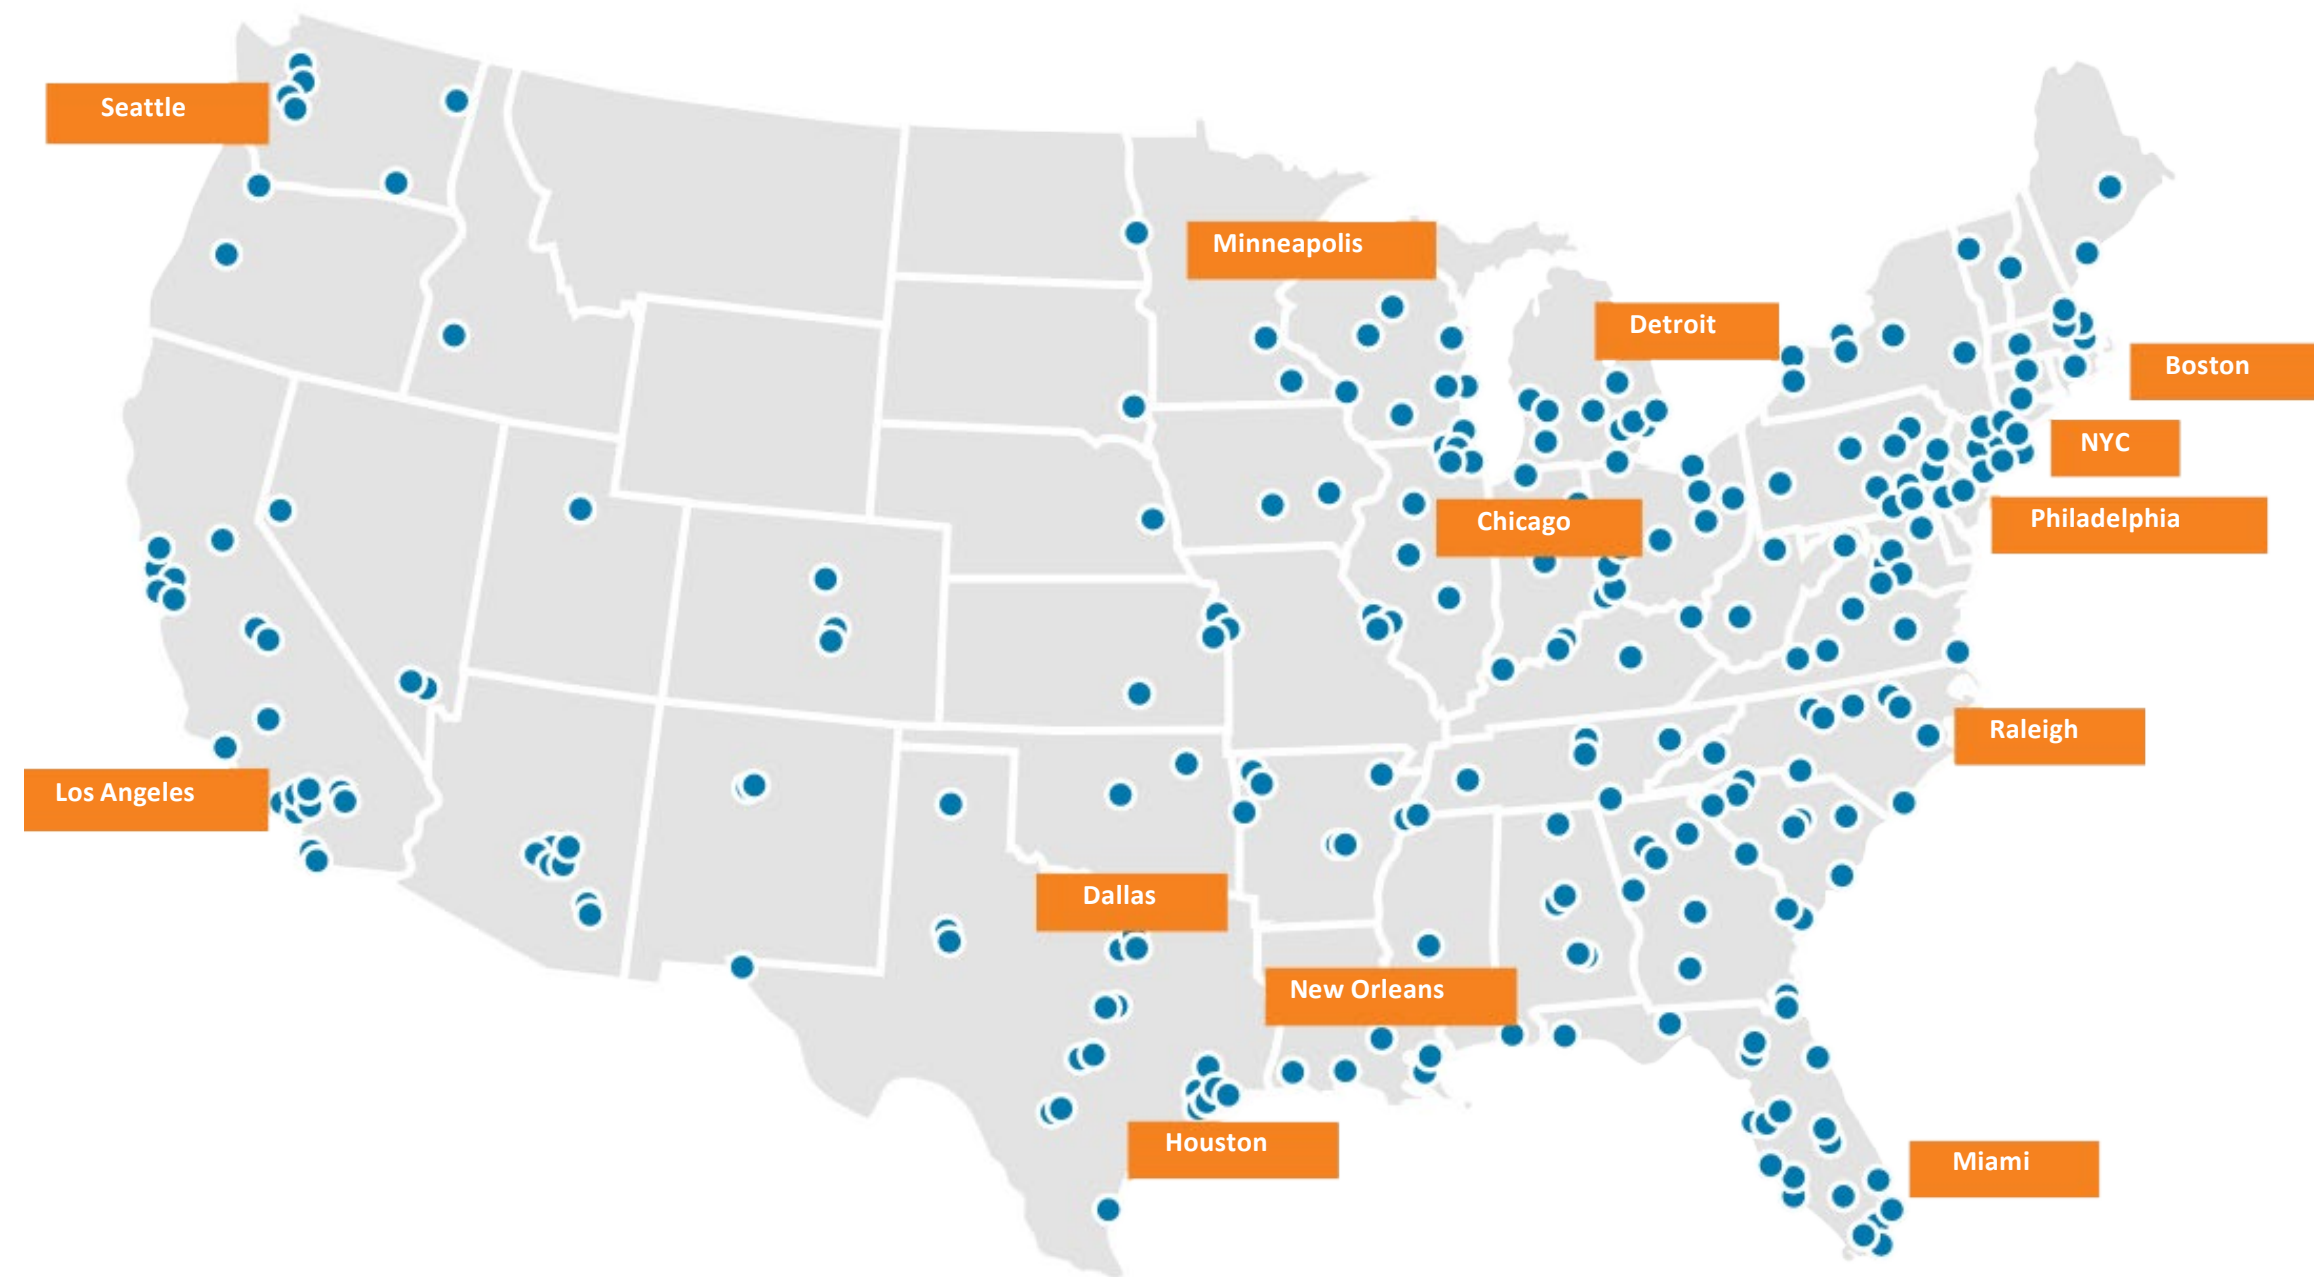 Seattle
Minneapolis
Detroit
Boston
NYC
Chicago
Philadelphia
Raleigh
Los Angeles
Dallas
New Orleans
Houston
Miami